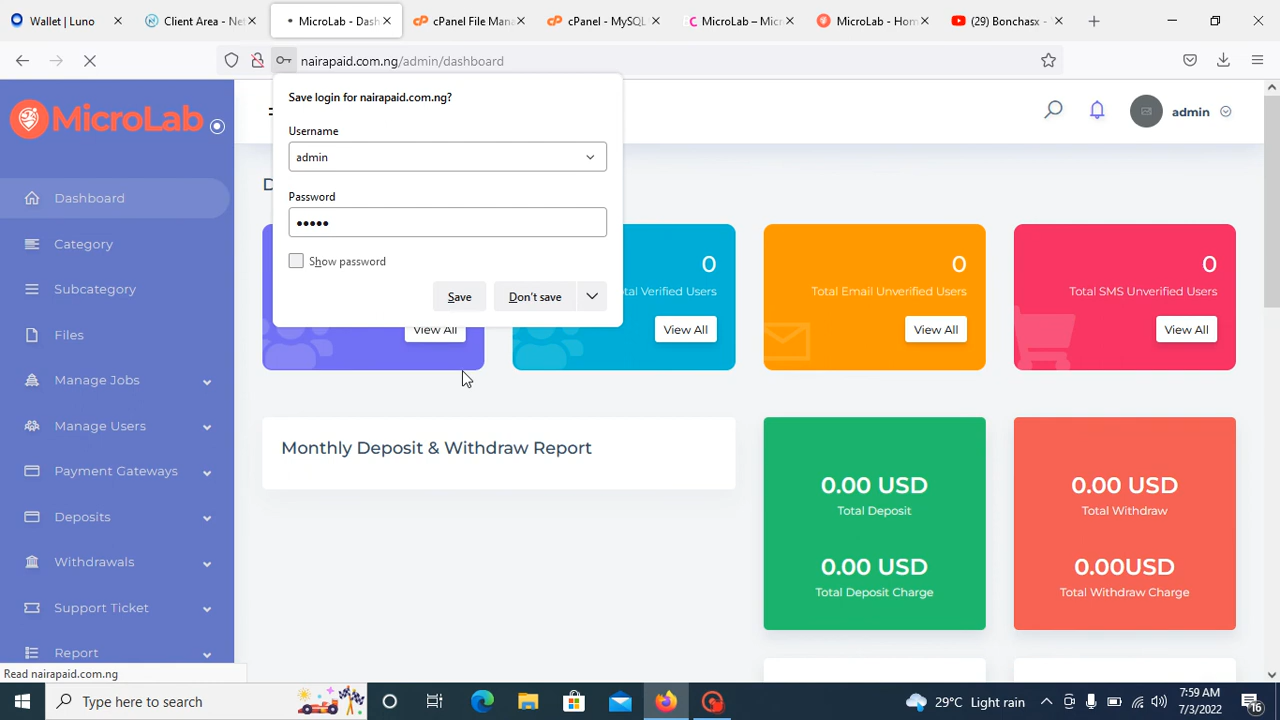 Wallet | Luno
Client Area - Net
MicroLab - Dash
cPanel File Mana
cPanel - MySQL
MicroLab – Micr
MicroLab - Hom
(29) Bonchasx -
nairapaid.com.ng/admin/dashboard
MicroLab
admin
Save login for nairapaid.com.ng?
Username
admin
Password
•••••
Show password
Save
Don't save
Dashboard
Category
Subcategory
Files
Manage Jobs
Manage Users
Payment Gateways
Deposits
Withdrawals
Support Ticket
Report
D
View All
0
tal Verified Users
View All
0
Total Email Unverified Users
View All
0
Total SMS Unverified Users
View All
Monthly Deposit & Withdraw Report
0.00 USD
Total Deposit
0.00 USD
Total Deposit Charge
0.00 USD
Total Withdraw
0.00USD
Total Withdraw Charge
Read nairapaid.com.ng
Type here to search
29°C Light rain
7:59 AM
7/3/2022
16